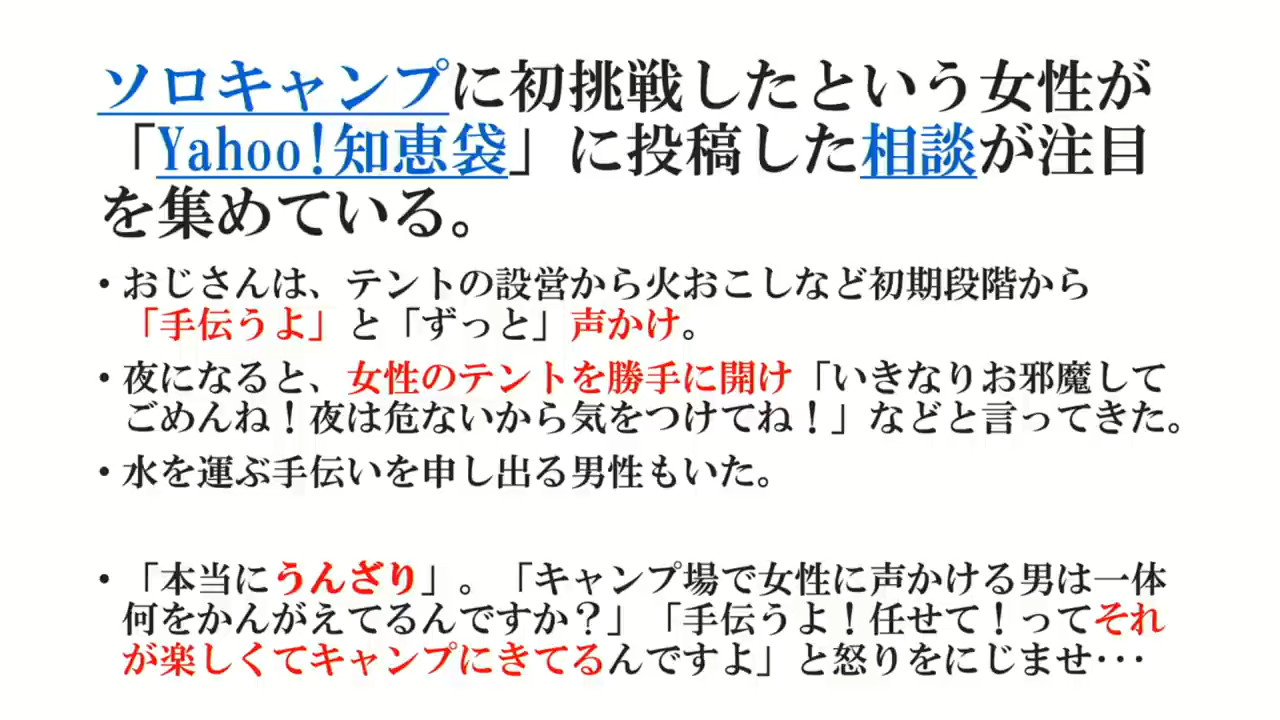 ソロキャンプに初挑戦したという女性が
「Yahoo!知恵袋」に投稿した相談が注目
を集めている。
・おじさんは、テントの設営から火おこしなど初期段階から
「手伝うよ」と「ずっと」声かけ。
・夜になると、女性のテントを勝手に開け「いきなりお邪魔して
ごめんね！夜は危ないから気をつけてね！」などと言ってきた。
・水を運ぶ手伝いを申し出る男性もいた。
・「本当にうんざり」。「キャンプ場で女性に声かける男は一体
何をかんがえてるんですか？」「手伝うよ！任せて！ってそれ
が楽しくてキャンプにきてるんですよ」と怒りをにじませ･･･